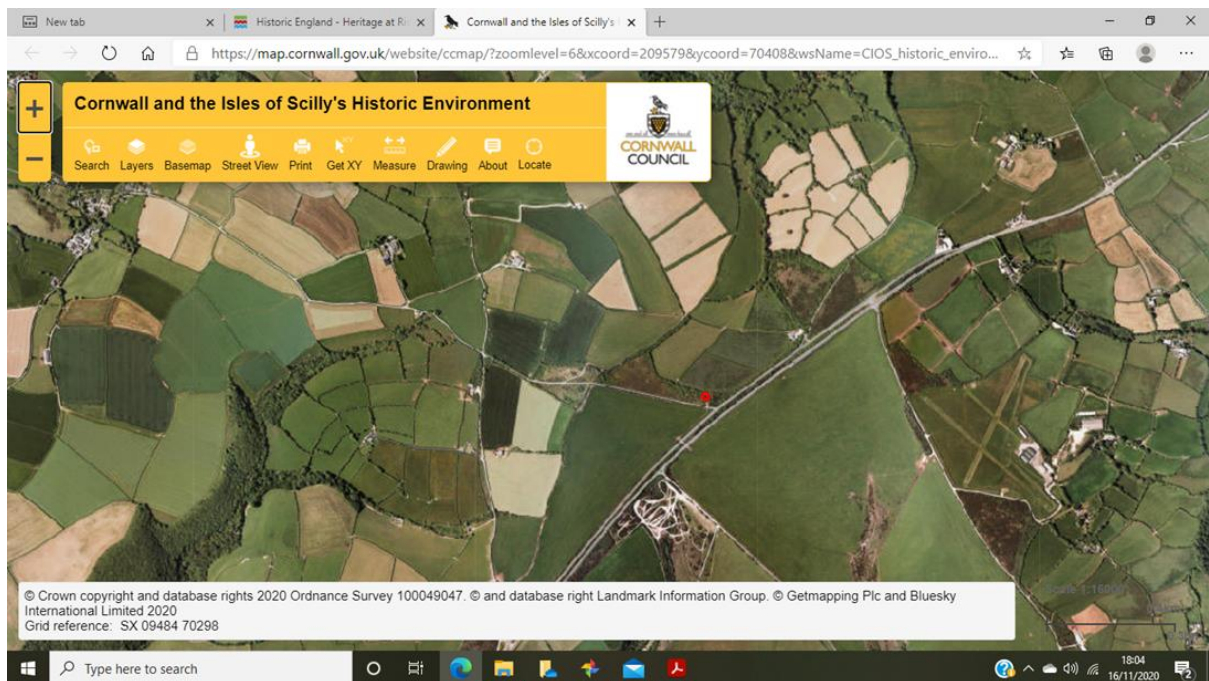 New tab
Historic England - Heritage at Ri
Cornwall and the Isles of Scilly's
https://map.cornwall.gov.uk/website/ccmap/?zoomlevel=6&xcoord=209579&ycoord=70408&wsName=CIOS_historic_enviro...
Cornwall and the Isles of Scilly's Historic Environment
Search Layers Basemap Street View Print Get XY Measure Drawing About Locate
CORNWALL
COUNCIL
Scale 1:16000
© Crown copyright and database rights 2020 Ordnance Survey 100049047. © and database right Landmark Information Group. © Getmapping Plc and Bluesky
International Limited 2020
Grid reference: SX 09484 70298
Type here to search
18:04
16/11/2020
2